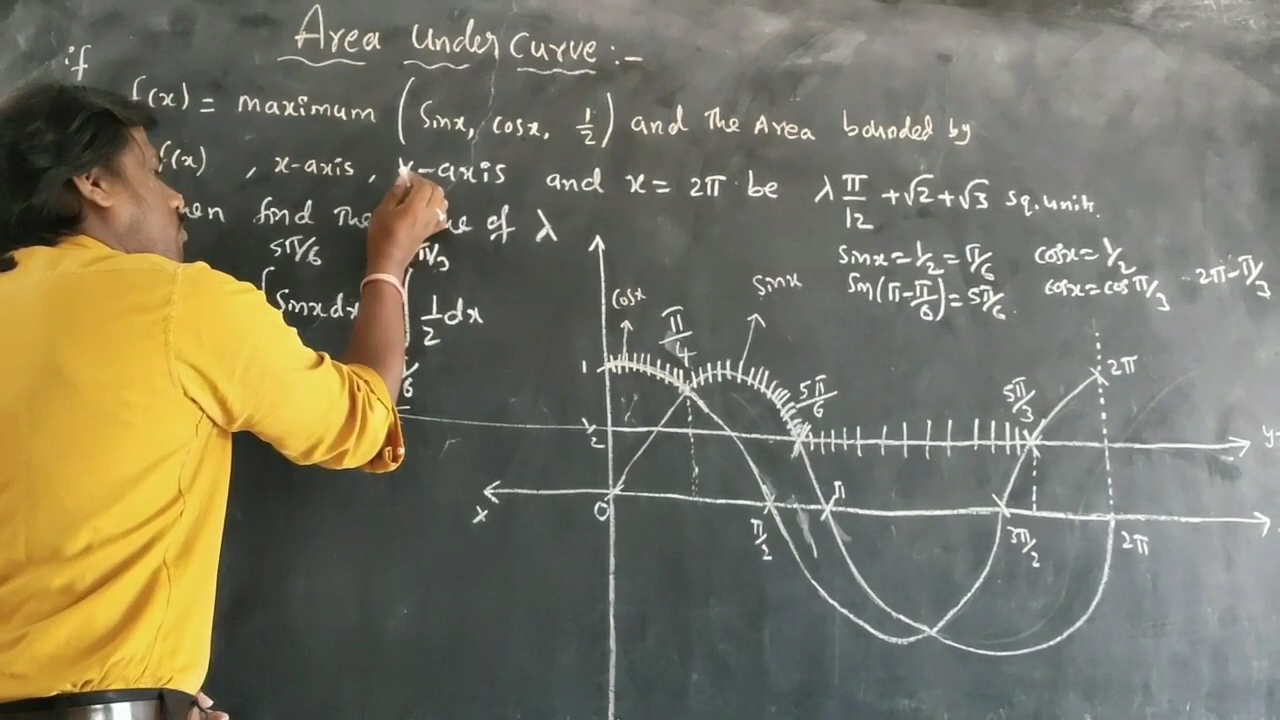 Area Under Curve :-
if
f(x) = maximum (Sinx, cosx, 1/2) and The Area bounded by
f(x) , x-axis, Y-axis and x = 2π be λ π/12 + √2 + √3 sq. units.
find The of λ
5π/6
π/3
∫ Sinx dx
1/2 dx
6
sinx = 1/2 = π/6 cosx = 1/2
Sin(π - π/6) = 5π/6. cosx = cos π/3 2π - π/3
cosx
π/4
sinx
1
5π/6
5π/3
2π
1/2
y=
x
0
π/2
π
3π/2
2π